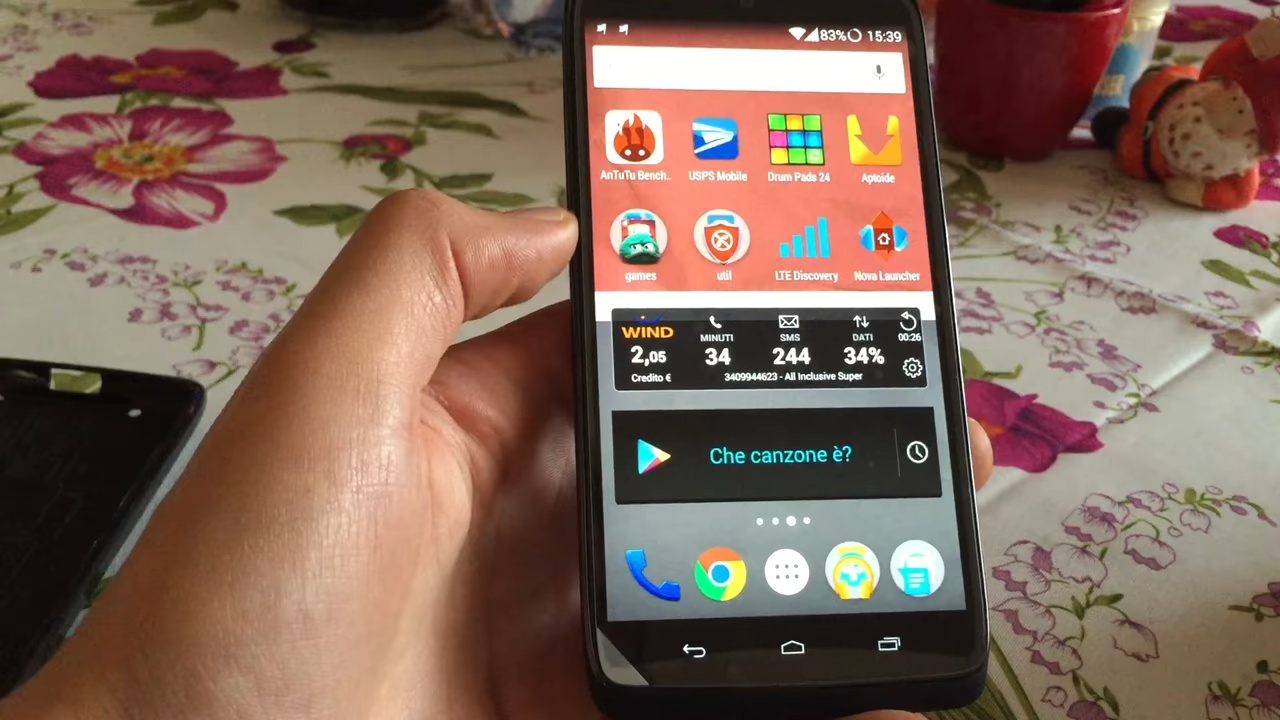 83% 15:39
AnTuTu Bench.. USPS Mobile Drum Pads 24 Aptoide
games util LTE Discovery Nova Launcher
WIND MINUTI SMS DATI 00:26
2,05 34 244 34%
Credito € 3409944623 - All Inclusive Super
Che canzone è?